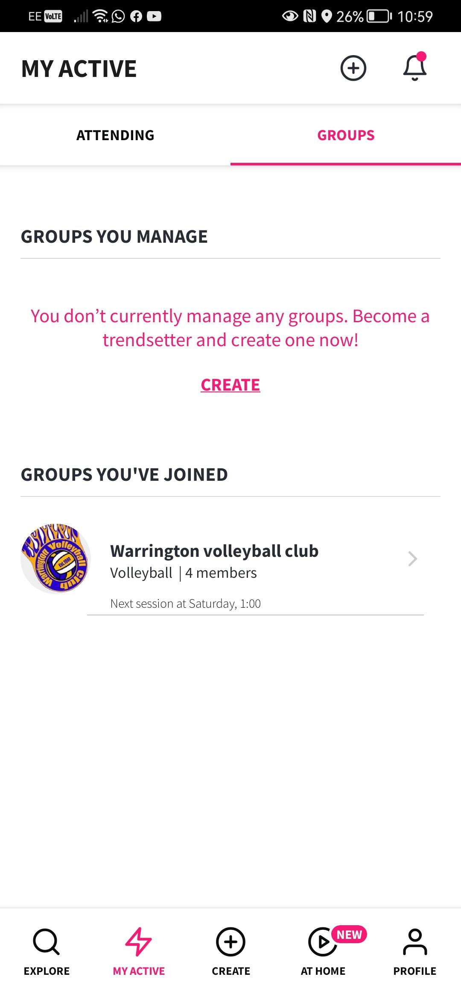 EE VoLTE 26% 10:59
MY ACTIVE
ATTENDING GROUPS
GROUPS YOU MANAGE
You don’t currently manage any groups. Become a
trendsetter and create one now!
CREATE
GROUPS YOU'VE JOINED
Warrington Volleyball Club
Est.1980
Warrington volleyball club
Volleyball | 4 members
Next session at Saturday, 1:00
NEW
EXPLORE MY ACTIVE CREATE AT HOME PROFILE